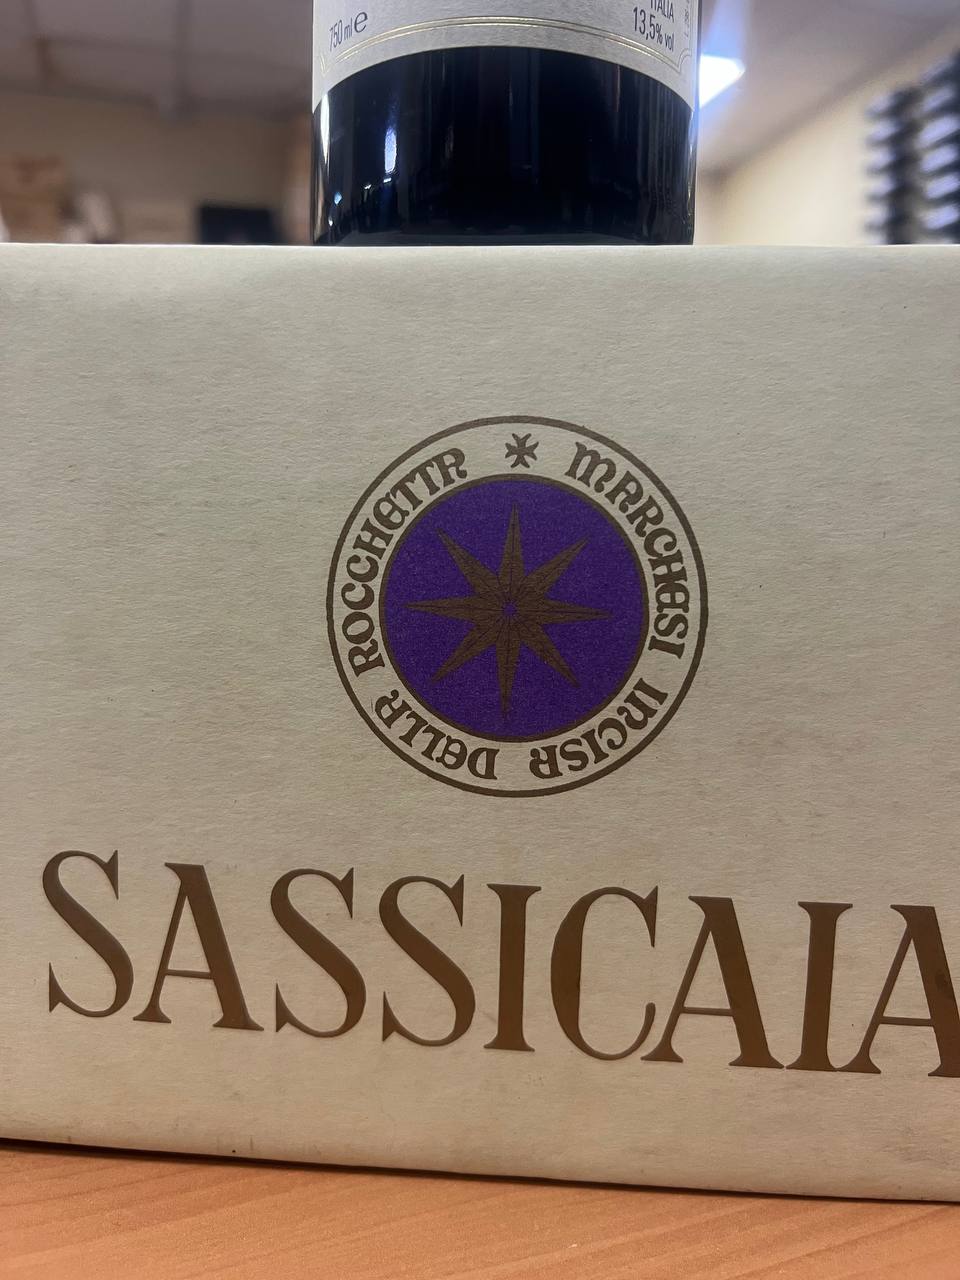 750 ml e
ITALIA
13,5% vol
MARCHESI INCISA DELLA ROCCHETTA
SASSICAIA